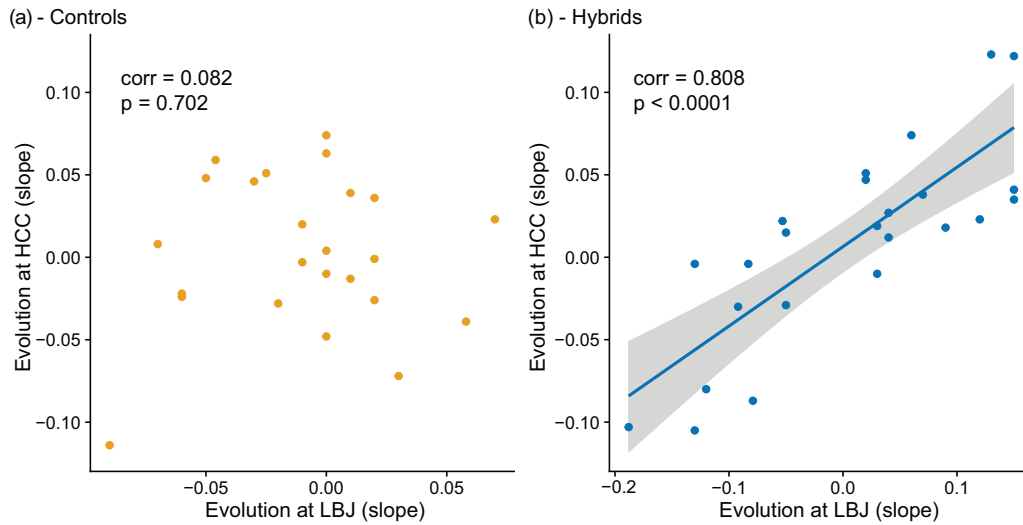 (a) - Controls
corr = 0.082
p = 0.702
Evolution at HCC (slope)
0.10
0.05
0.00
−0.05
−0.10
−0.05
0.00
0.05
Evolution at LBJ (slope)
(b) - Hybrids
corr = 0.808
p < 0.0001
Evolution at HCC (slope)
0.10
0.05
0.00
−0.05
−0.10
−0.2
−0.1
0.0
0.1
Evolution at LBJ (slope)